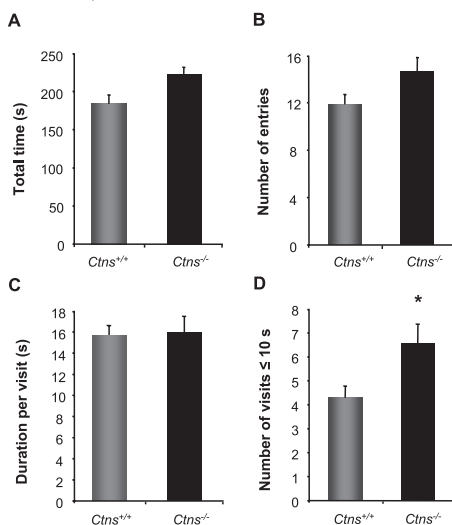 A
Total time (s)
250
200
150
100
50
0
Ctns+/+
Ctns-/-
B
Number of entries
16
12
8
4
0
Ctns+/+
Ctns-/-
C
Duration per visit (s)
18
16
14
12
10
8
6
4
2
0
Ctns+/+
Ctns-/-
D
Number of visits ≤ 10 s
8
7
6
5
4
3
2
1
0
*
Ctns+/+
Ctns-/-